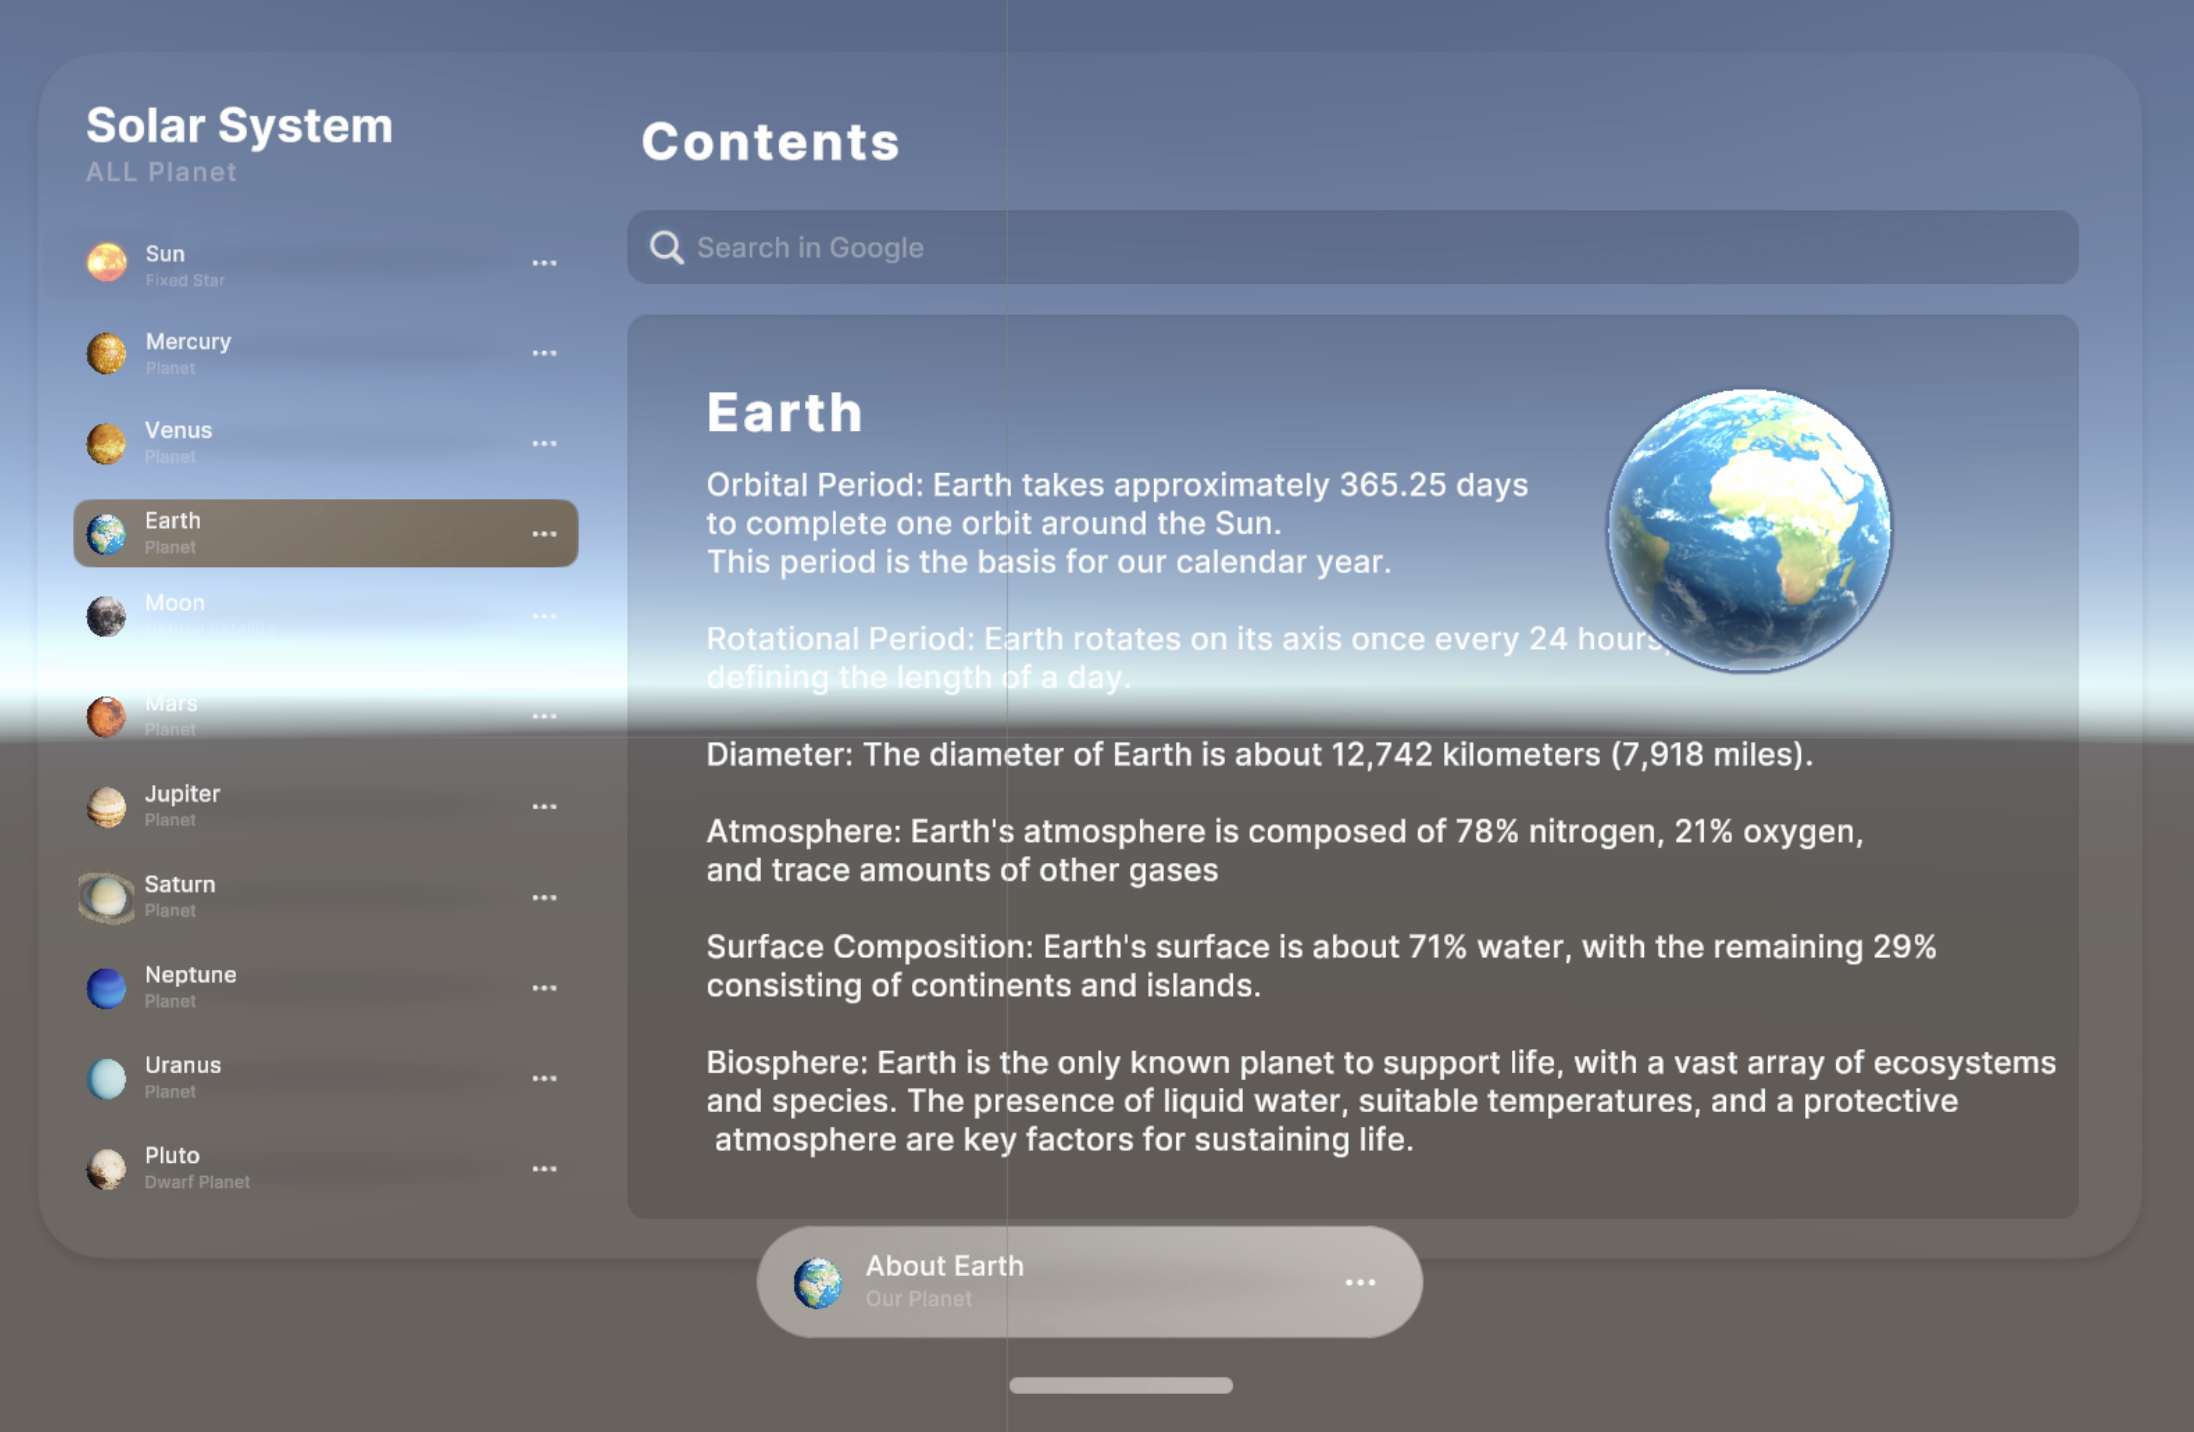 Solar System
ALL Planet
Sun
Fixed Star
Mercury
Planet
Venus
Planet
Earth
Planet
Moon
Natural Satellite
Mars
Planet
Jupiter
Planet
Saturn
Planet
Neptune
Planet
Uranus
Planet
Pluto
Dwarf Planet
Contents
Search in Google
Earth
Orbital Period: Earth takes approximately 365.25 days
to complete one orbit around the Sun.
This period is the basis for our calendar year.
Rotational Period: Earth rotates on its axis once every 24 hours,
defining the length of a day.
Diameter: The diameter of Earth is about 12,742 kilometers (7,918 miles).
Atmosphere: Earth's atmosphere is composed of 78% nitrogen, 21% oxygen,
and trace amounts of other gases
Surface Composition: Earth's surface is about 71% water, with the remaining 29%
consisting of continents and islands.
Biosphere: Earth is the only known planet to support life, with a vast array of ecosystems
and species. The presence of liquid water, suitable temperatures, and a protective
atmosphere are key factors for sustaining life.
About Earth
Our Planet